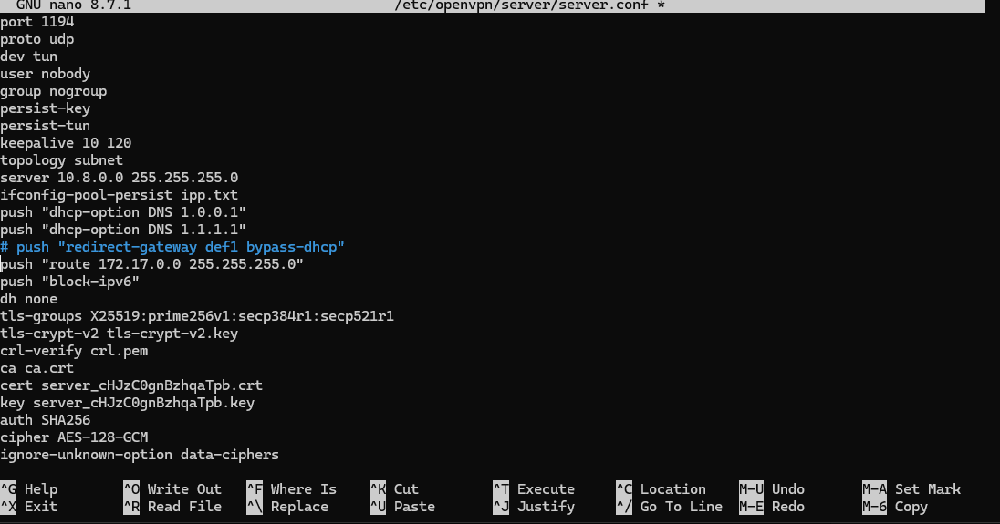 GNU nano 8.7.1 /etc/openvpn/server/server.conf *
port 1194
proto udp
dev tun
user nobody
group nogroup
persist-key
persist-tun
keepalive 10 120
topology subnet
server 10.8.0.0 255.255.255.0
ifconfig-pool-persist ipp.txt
push "dhcp-option DNS 1.0.0.1"
push "dhcp-option DNS 1.1.1.1"
# push "redirect-gateway def1 bypass-dhcp"
push "route 172.17.0.0 255.255.255.0"
push "block-ipv6"
dh none
tls-groups X25519:prime256v1:secp384r1:secp521r1
tls-crypt-v2 tls-crypt-v2.key
crl-verify crl.pem
ca ca.crt
cert server_cHJzC0gnBzhqaTpb.crt
key server_cHJzC0gnBzhqaTpb.key
auth SHA256
cipher AES-128-GCM
ignore-unknown-option data-ciphers
^G Help ^O Write Out ^F Where Is ^K Cut ^T Execute ^C Location M-U Undo M-A Set Mark
^X Exit ^R Read File ^\ Replace ^U Paste ^J Justify ^/ Go To Line M-E Redo M-6 Copy